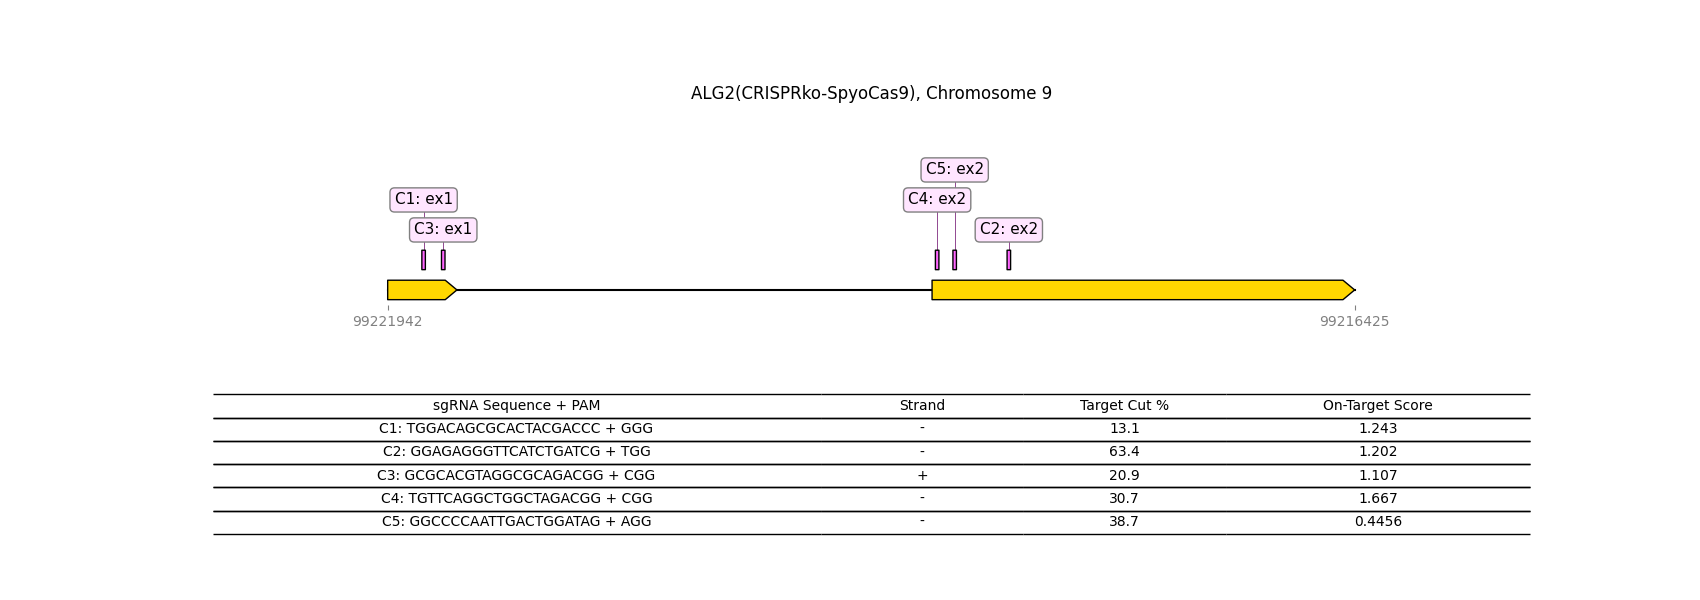 ALG2(CRISPRko-SpyoCas9), Chromosome 9
C5: ex2
C1: ex1
C4: ex2
C3: ex1
C2: ex2
99221942
99216425
sgRNA Sequence + PAM Strand Target Cut % On-Target Score
C1: TGGACAGCGCACTACGACCC + GGG - 13.1 1.243
C2: GGAGAGGGTTCATCTGATCG + TGG - 63.4 1.202
C3: GCGCACGTAGGCGCAGACGG + CGG + 20.9 1.107
C4: TGTTCAGGCTGGCTAGACGG + CGG - 30.7 1.667
C5: GGCCCCAATTGACTGGATAG + AGG - 38.7 0.4456